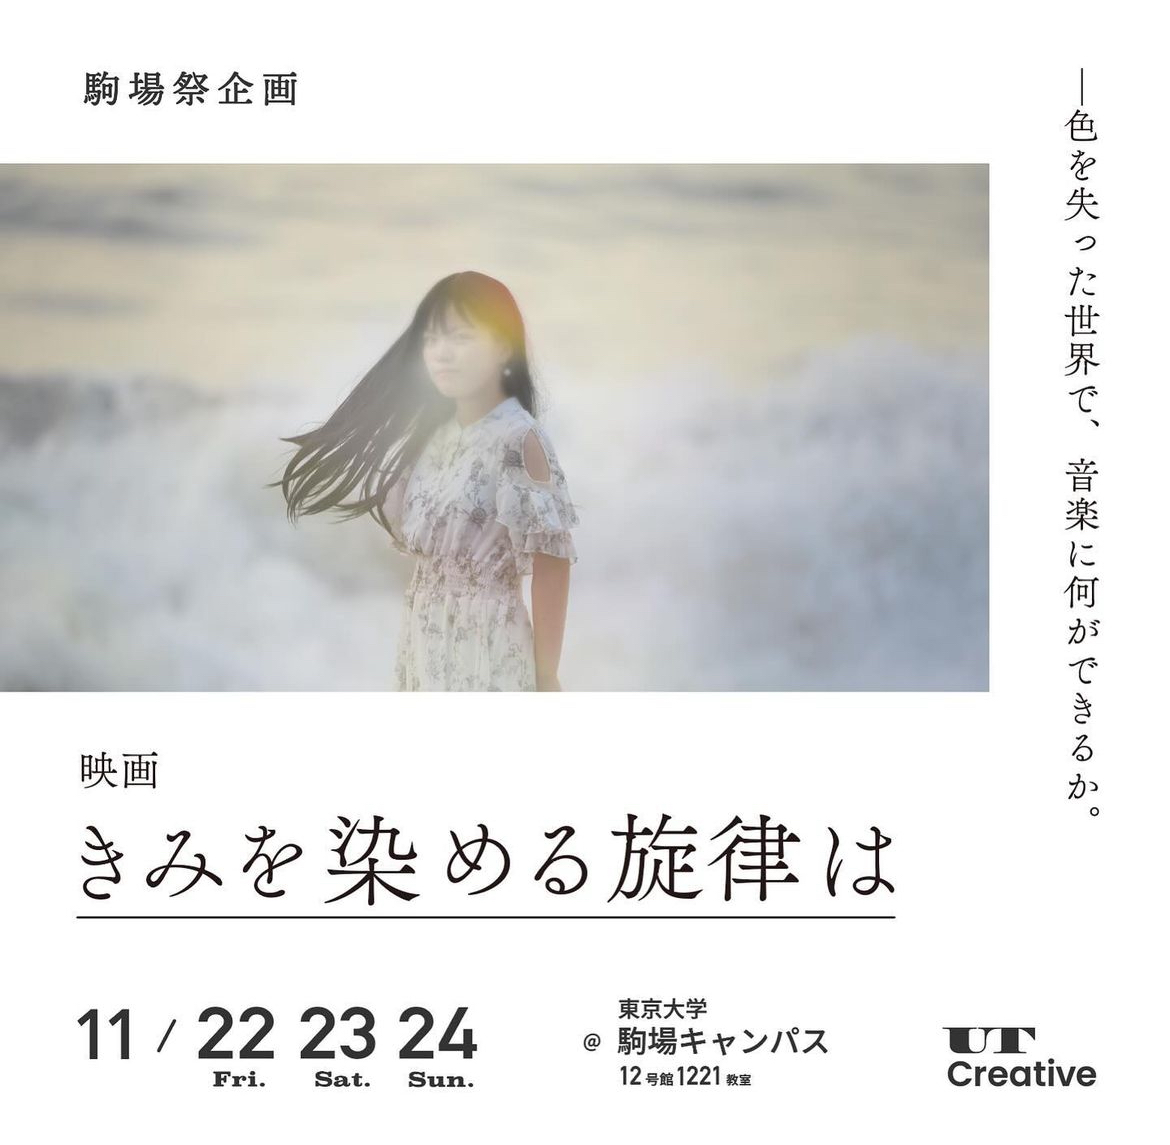 駒場祭企画
―色を失った世界で、音楽に何ができるか。
映画
きみを染める旋律は
11 / 22 23 24
Fri. Sat. Sun.
@ 東京大学
駒場キャンパス
12号館1221教室
UT
Creative